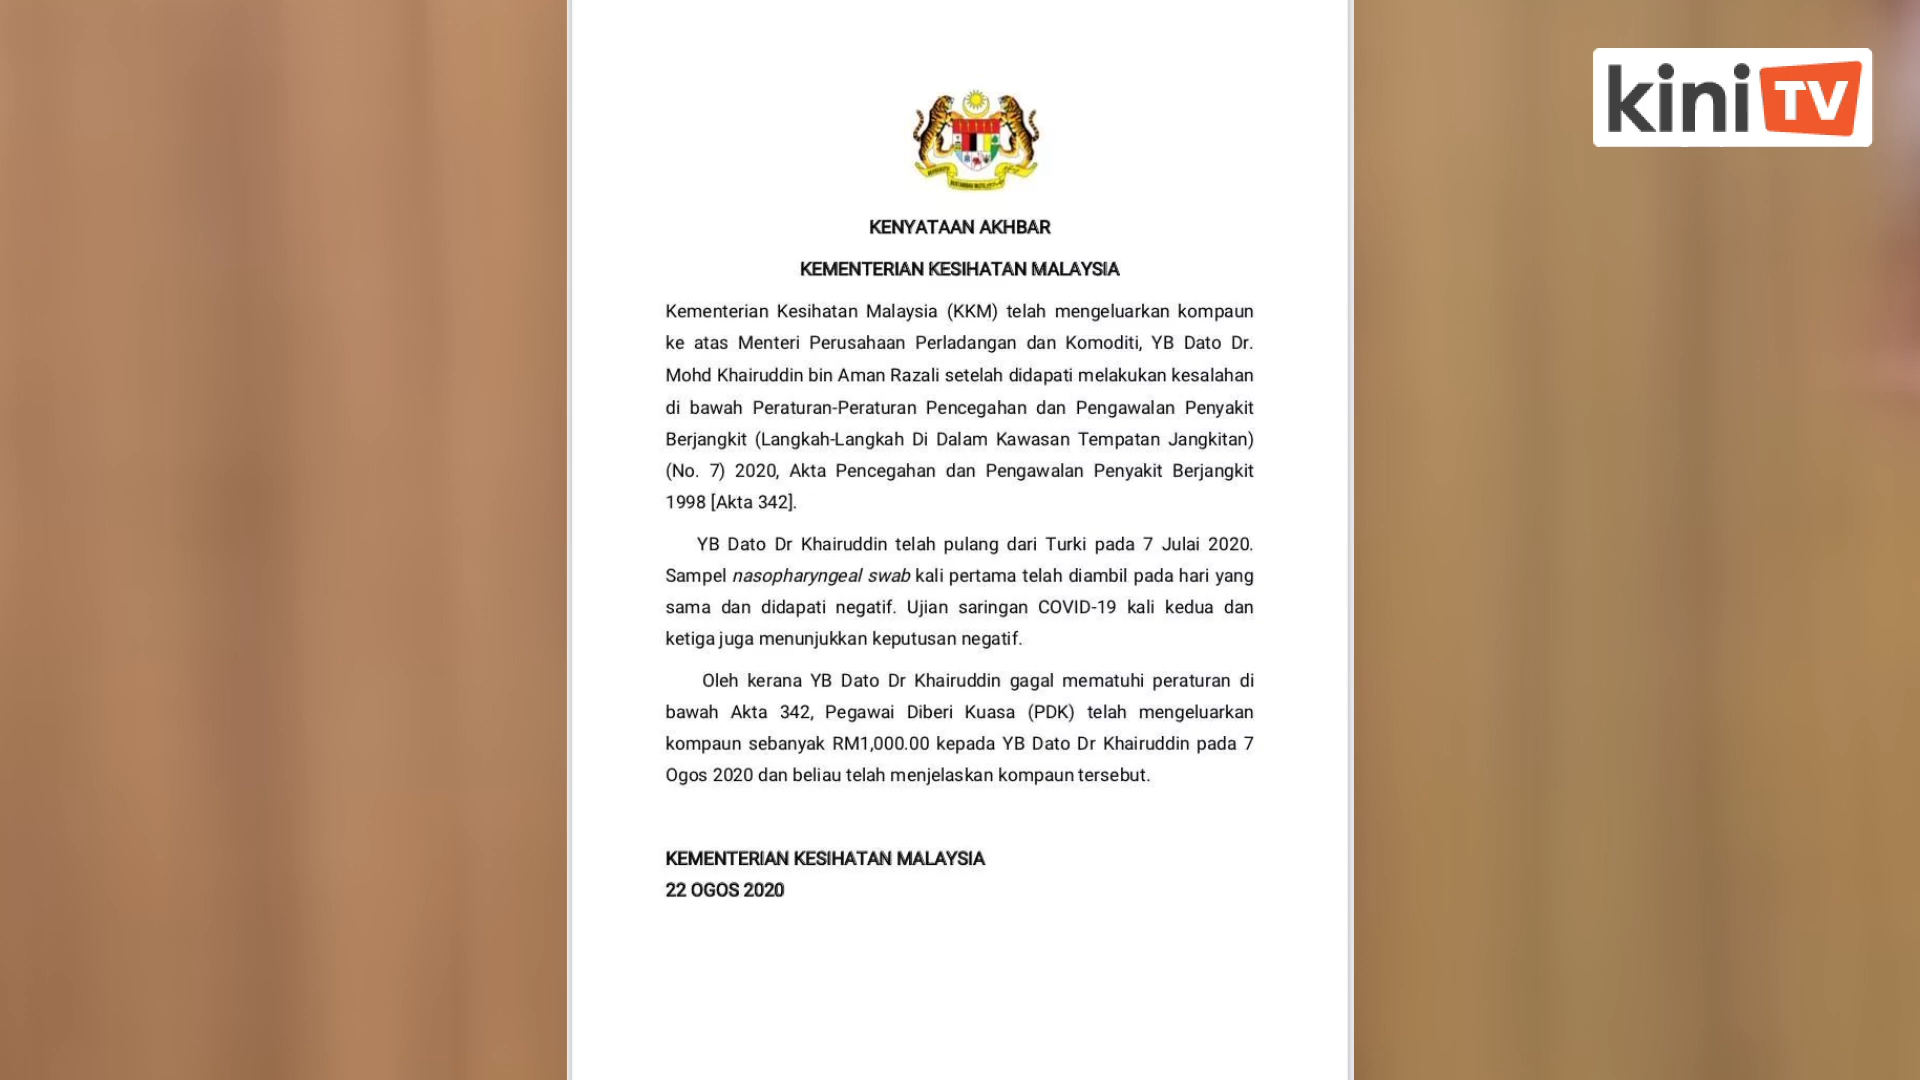 kini TV
KENYATAAN AKHBAR
KEMENTERIAN KESIHATAN MALAYSIA
Kementerian Kesihatan Malaysia (KKM) telah mengeluarkan kompaun
ke atas Menteri Perusahaan Perladangan dan Komoditi, YB Dato Dr.
Mohd Khairuddin bin Aman Razali setelah didapati melakukan kesalahan
di bawah Peraturan-Peraturan Pencegahan dan Pengawalan Penyakit
Berjangkit (Langkah-Langkah Di Dalam Kawasan Tempatan Jangkitan)
(No. 7) 2020, Akta Pencegahan dan Pengawalan Penyakit Berjangkit
1998 [Akta 342].
YB Dato Dr Khairuddin telah pulang dari Turki pada 7 Julai 2020.
Sampel nasopharyngeal swab kali pertama telah diambil pada hari yang
sama dan didapati negatif. Ujian saringan COVID-19 kali kedua dan
ketiga juga menunjukkan keputusan negatif.
Oleh kerana YB Dato Dr Khairuddin gagal mematuhi peraturan di
bawah Akta 342, Pegawai Diberi Kuasa (PDK) telah mengeluarkan
kompaun sebanyak RM1,000.00 kepada YB Dato Dr Khairuddin pada 7
Ogos 2020 dan beliau telah menjelaskan kompaun tersebut.
KEMENTERIAN KESIHATAN MALAYSIA
22 OGOS 2020